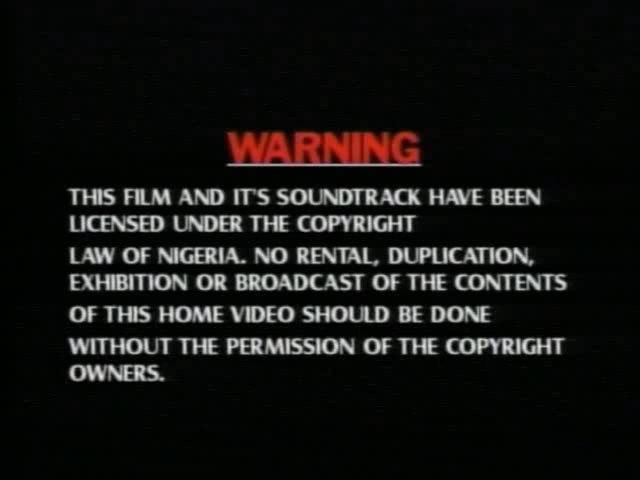 WARNING
THIS FILM AND IT'S SOUNDTRACK HAVE BEEN
LICENSED UNDER THE COPYRIGHT
LAW OF NIGERIA. NO RENTAL, DUPLICATION,
EXHIBITION OR BROADCAST OF THE CONTENTS
OF THIS HOME VIDEO SHOULD BE DONE
WITHOUT THE PERMISSION OF THE COPYRIGHT
OWNERS.